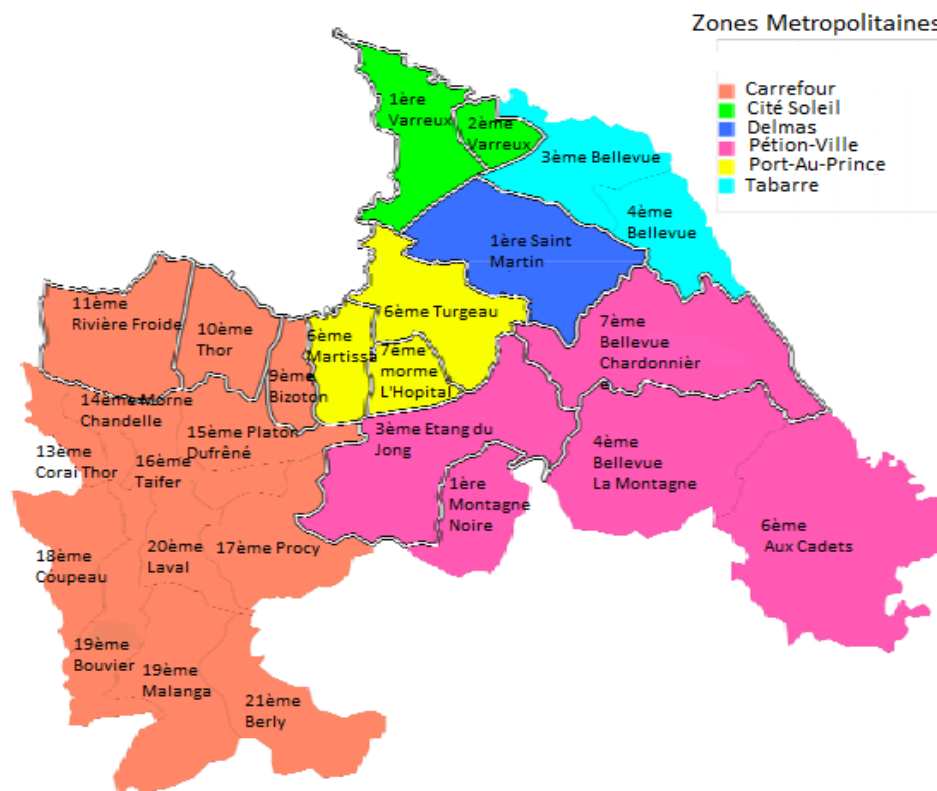 Zones Metropolitaines
Carrefour
Cité Soleil
Delmas
Pétion-Ville
Port-Au-Prince
Tabarre
1ère
Varreux
2ème
Varreux
3ème Bellevue
4ème
Bellevue
1ère Saint
Martin
11ème
Rivière Froide
10ème
Thor
9ème
Bizoton
6ème
Martissa
6ème Turgeau
7ème
morme
L'Hopital
7ème
Bellevue
Chardonnièr
e
14ème Morne
Chandelle
15ème Platon
Dufrêné
13ème
Corai Thor
16ème
Taifer
3ème Etang du
Jong
1ère
Montagne
Noire
4ème
Bellevue
La Montagne
6ème
Aux Cadets
18ème
Coupeau
20ème
Laval
17ème Procy
19ème
Bouvier
19ème
Malanga
21ème
Berly